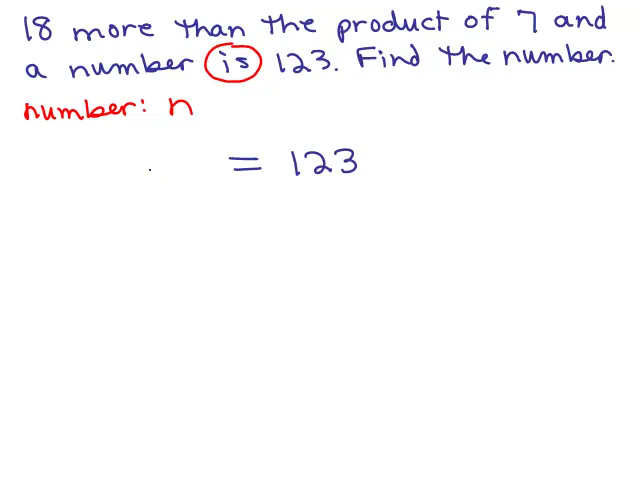 18 more than the product of 7 and
a number is 123. Find the number.
number: n
= 123